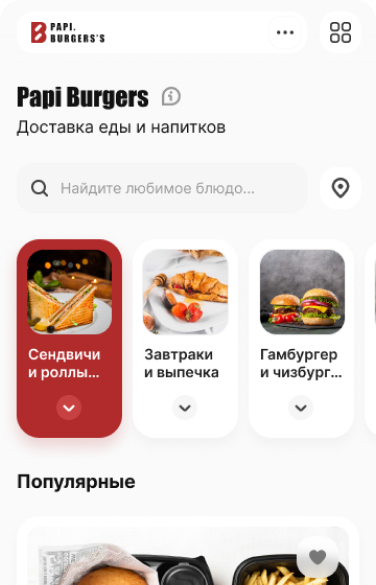 PAPI.
BURGERS'S
Papi Burgers
Доставка еды и напитков
Найдите любимое блюдо...
Сендвичи
и роллы...
Завтраки
и выпечка
Гамбургер
и чизбург...
Популярные